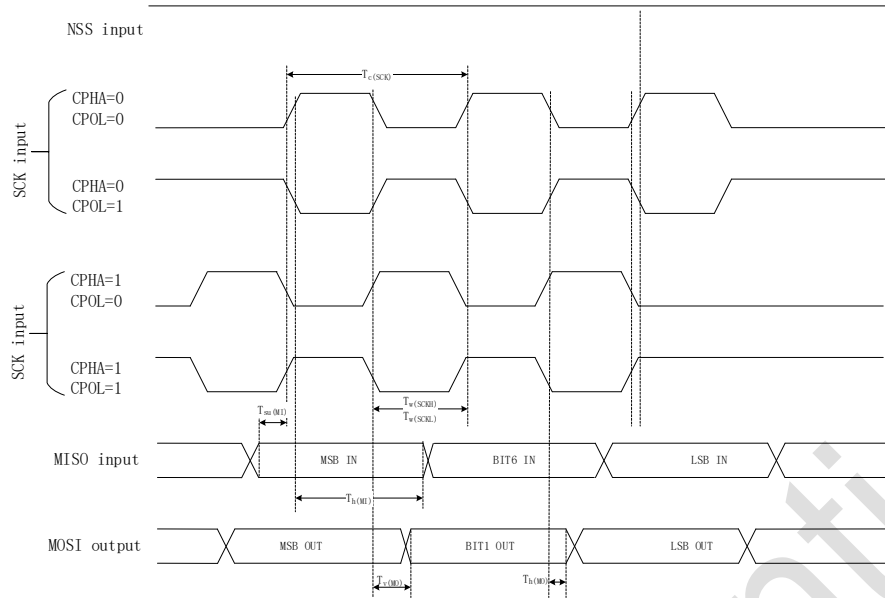 NSS input
Tc(SCK)
CPHA=0
CPOL=0
SCK input
CPHA=0
CPOL=1
CPHA=1
CPOL=0
SCK input
CPHA=1
CPOL=1
Tsu(MI)
Tw(SCKH)
Tw(SCKL)
MISO input
MSB IN
BIT6 IN
LSB IN
Th(MI)
MOSI output
MSB OUT
BIT1 OUT
LSB OUT
Tv(MO)
Th(MO)